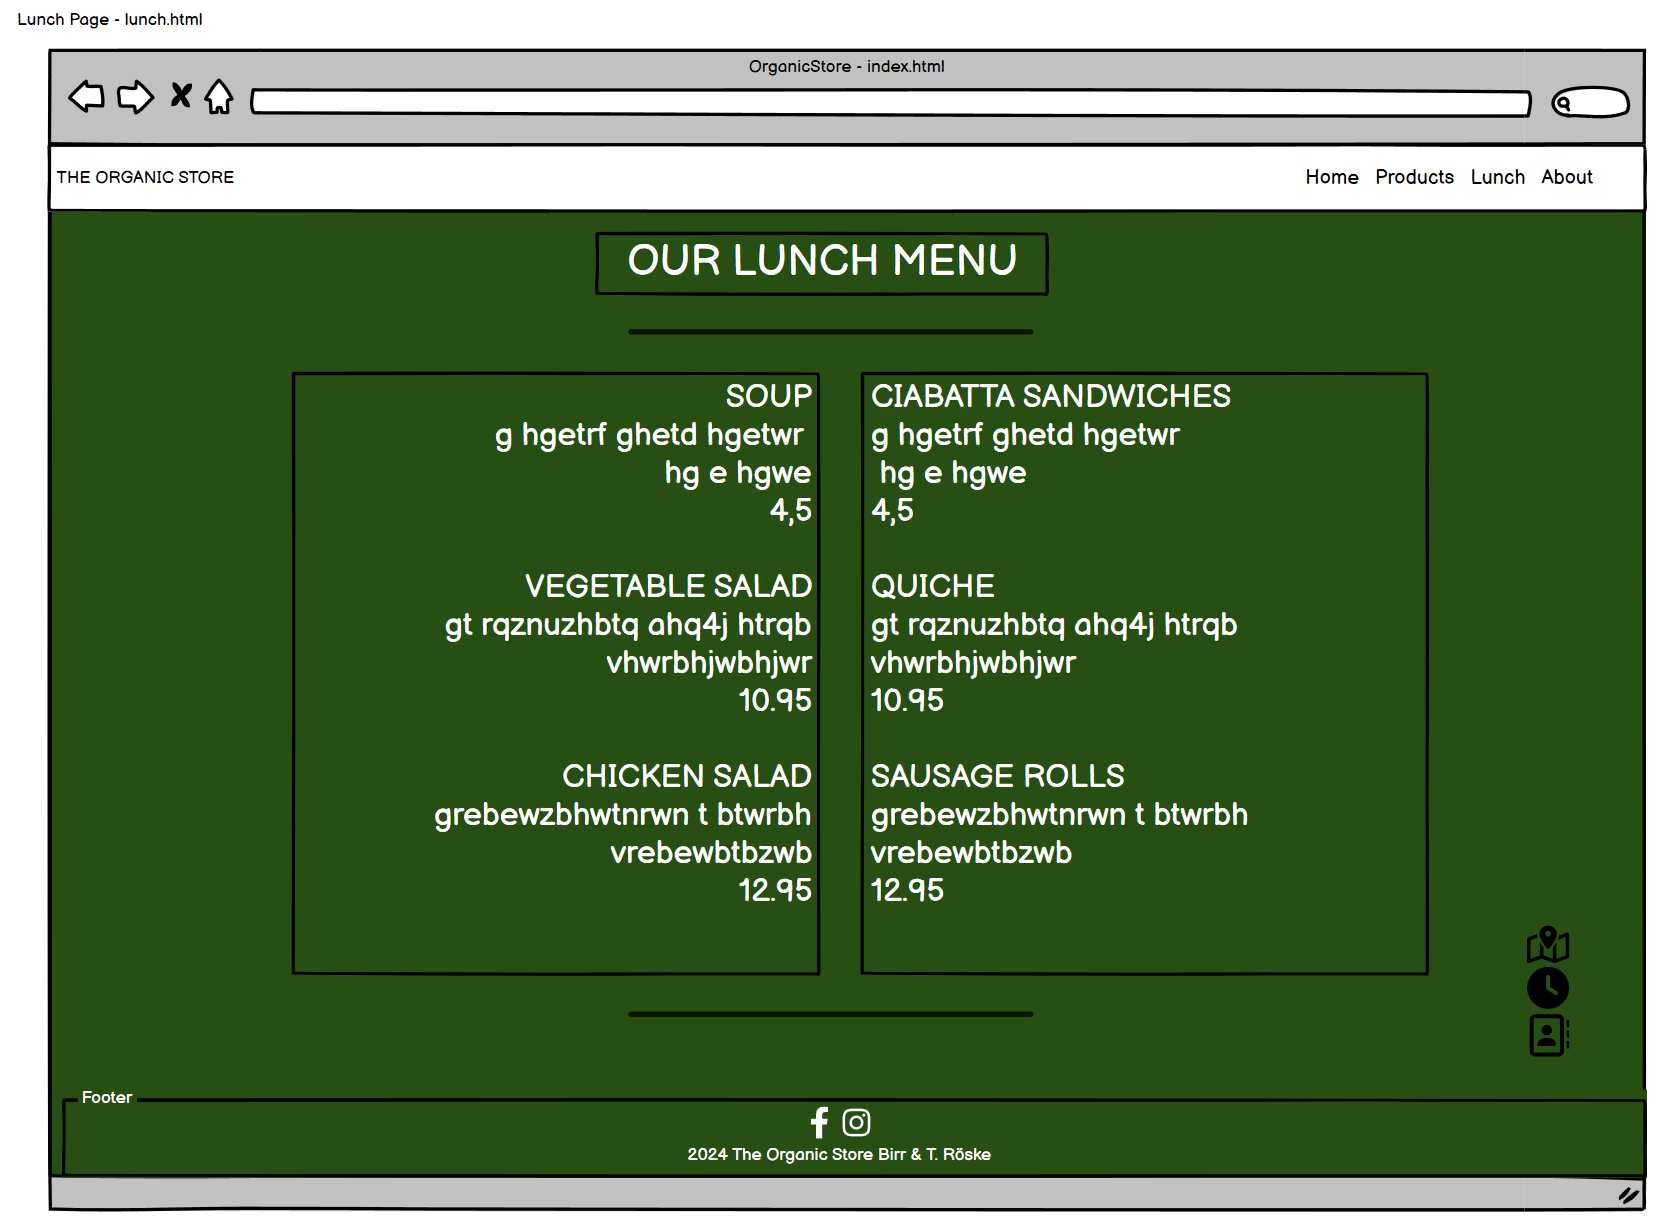 Lunch Page - lunch.html
OrganicStore - index.html
THE ORGANIC STORE
Home Products Lunch About
OUR LUNCH MENU
SOUP
g hgetrf ghetd hgetwr
hg e hgwe
4,5
VEGETABLE SALAD
gt rqznuzhbtq ahq4j htrqb
vhwrbhjwbhjwr
10.95
CHICKEN SALAD
grebewzbhwtnrwn t btwrbh
vrebewbtbzwb
12.95
CIABATTA SANDWICHES
g hgetrf ghetd hgetwr
hg e hgwe
4,5
QUICHE
gt rqznuzhbtq ahq4j htrqb
vhwrbhjwbhjwr
10.95
SAUSAGE ROLLS
grebewzbhwtnrwn t btwrbh
vrebewbtbzwb
12.95
Footer
2024 The Organic Store Birr & T. Röske